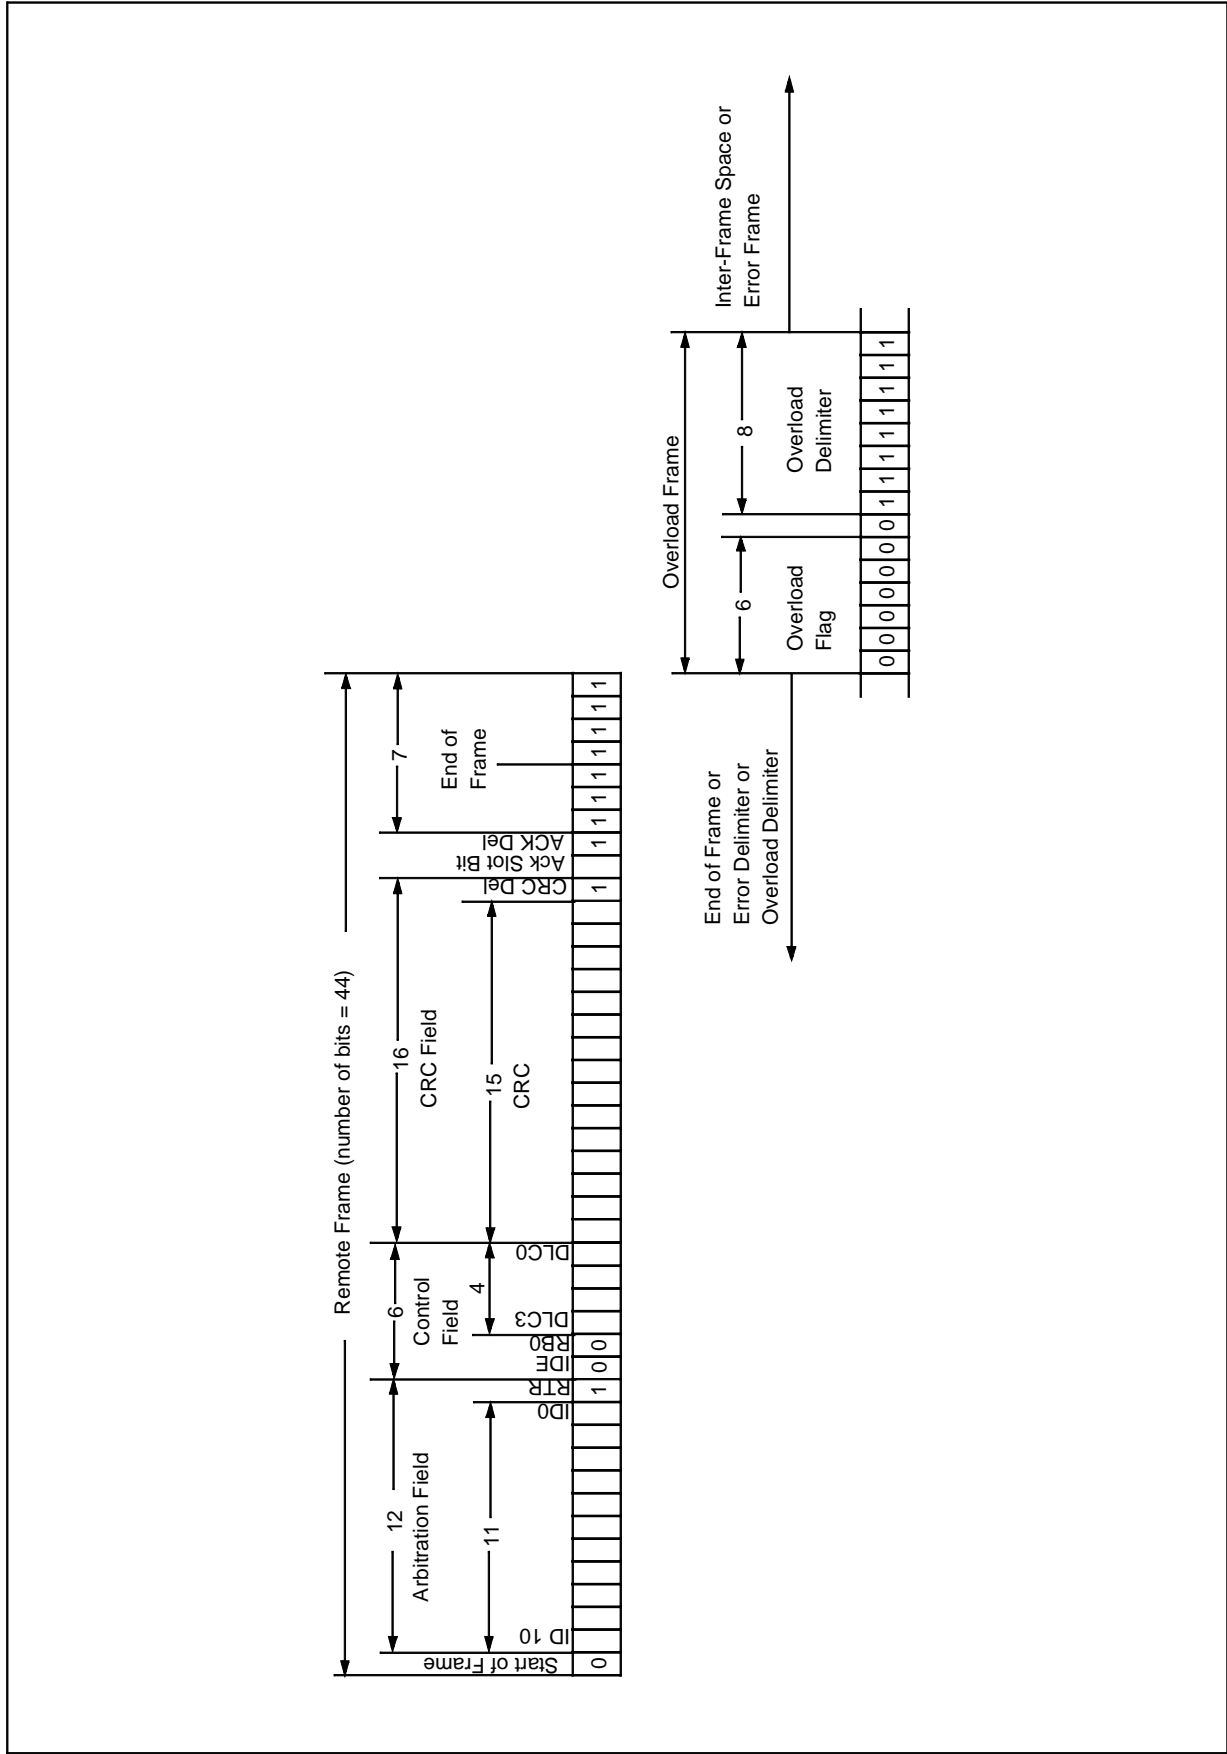 Remote Frame (number of bits = 44)
12
Arbitration Field
6
Control
Field
16
CRC Field
7
End of
Frame
11
4
15
CRC
Start of Frame
ID 10
ID0
RTR
IDE
RB0
DLC3
DLC0
CRC Del
Ack Slot Bit
ACK Del
0 1 0 0 1 1 1 1 1 1 1 1 1
Overload Frame
End of Frame or
Error Delimiter or
Overload Delimiter
6
Overload
Flag
8
Overload
Delimiter
Inter-Frame Space or
Error Frame
0 0 0 0 0 0 0 1 1 1 1 1 1 1 1